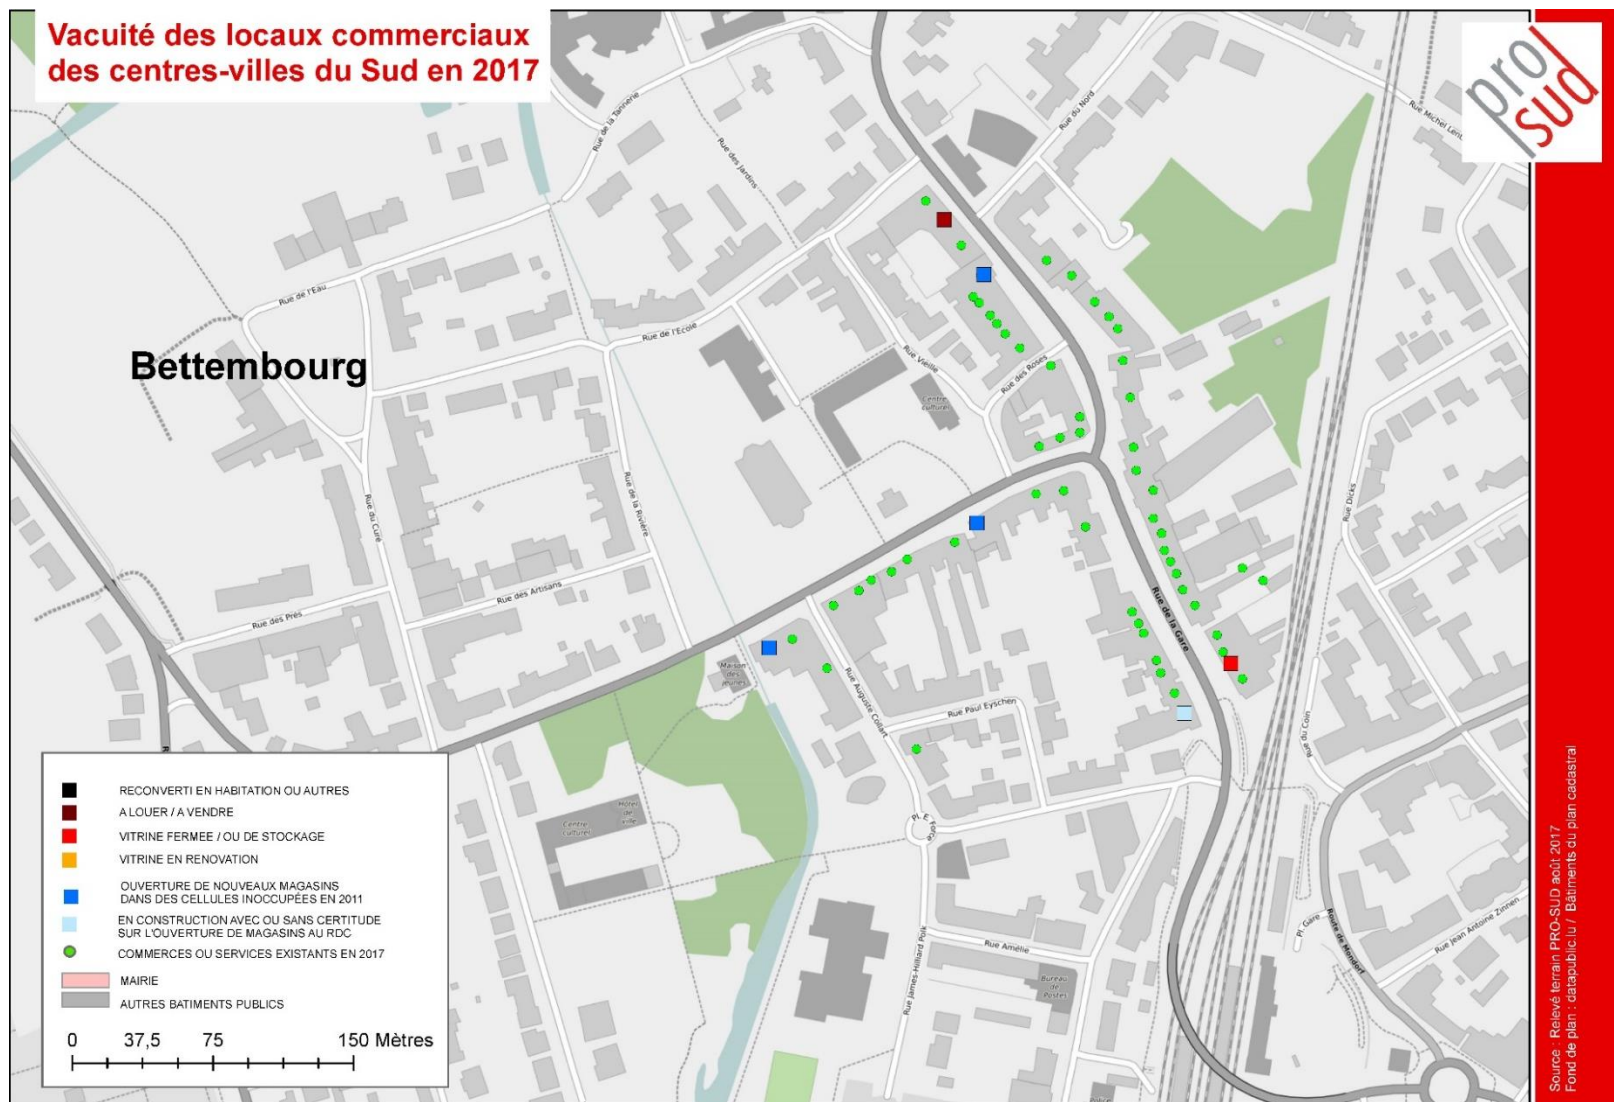 Vacuité des locaux commerciaux
des centres-villes du Sud en 2017
pro
sud
Rue de la Tannerie
Rue des Jardins
Rue du Nord
Rue Michel Lent
Rue de l'Eau
Rue de l'Ecole
Rue Vieille
Rue des Roses
Centre
culturel
Bettembourg
Rue du Curé
Rue de la Rivière
Rue Dicks
Rue des Artisans
Rue des Prés
Rue de la Gare
Maison
des
jeunes
Rue Auguste Collart
Rue Paul Eyschen
du Coin
R
Hôtel
de
ville
Centre
culturel
Pl. E. Force
Rue James-Hilliard Polk
Rue Amélie
Bureau
de
Postes
Pl. Gare
Route de Mondorf
Rue Jean Antoine Zinnen
RECONVERTI EN HABITATION OU AUTRES
A LOUER / A VENDRE
VITRINE FERMEE / OU DE STOCKAGE
VITRINE EN RENOVATION
OUVERTURE DE NOUVEAUX MAGASINS
DANS DES CELLULES INOCCUPÉES EN 2011
EN CONSTRUCTION AVEC OU SANS CERTITUDE
SUR L'OUVERTURE DE MAGASINS AU RDC
COMMERCES OU SERVICES EXISTANTS EN 2017
MAIRIE
AUTRES BATIMENTS PUBLICS
0 37,5 75 150 Mètres
Source : Relevé terrain PRO-SUD août 2017
Fond de plan : datapublic.lu / Bâtiments du plan cadastral